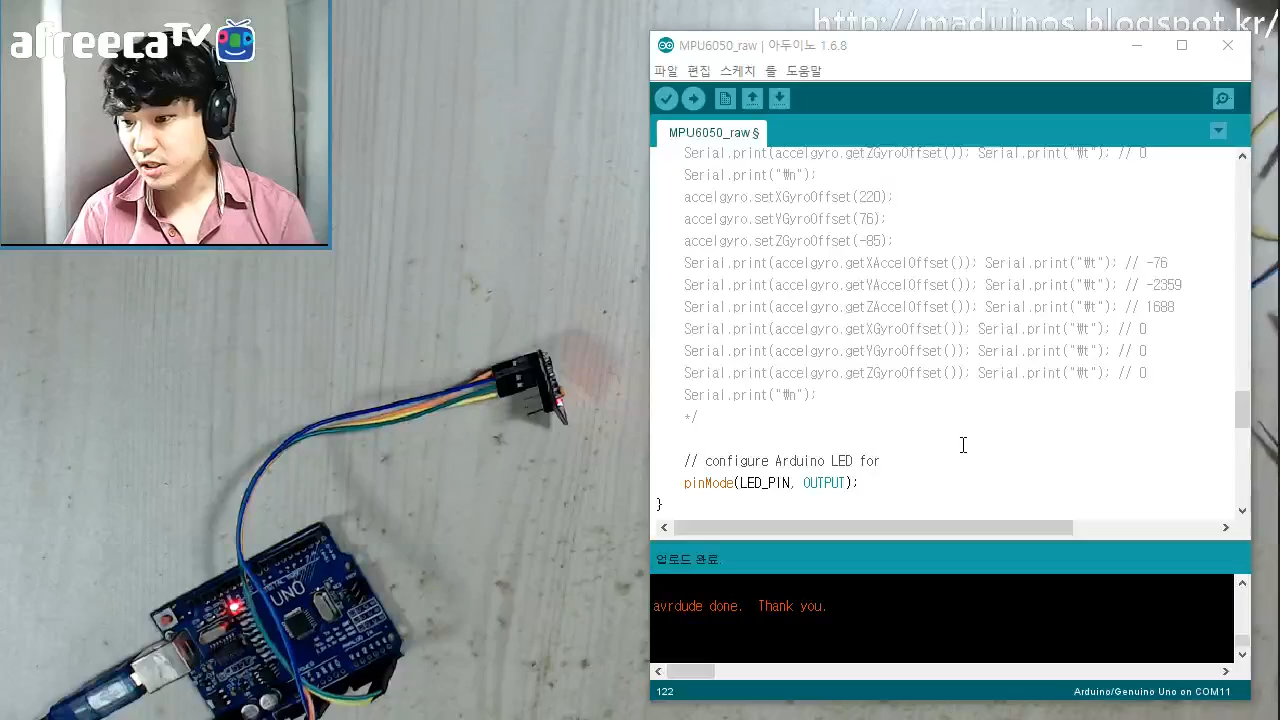 afreecaTV
http://maduinos.blogspot.kr/
MPU6050_raw | 아두이노 1.6.8
파일 편집 스케치 툴 도움말
MPU6050_raw §
Serial.print(accelgyro.getZGyroOffset()); Serial.print("₩t"); // 0
Serial.print("₩n");
accelgyro.setXGyroOffset(220);
accelgyro.setYGyroOffset(76);
accelgyro.setZGyroOffset(-85);
Serial.print(accelgyro.getXAccelOffset()); Serial.print("₩t"); // -76
Serial.print(accelgyro.getYAccelOffset()); Serial.print("₩t"); // -2359
Serial.print(accelgyro.getZAccelOffset()); Serial.print("₩t"); // 1688
Serial.print(accelgyro.getXGyroOffset()); Serial.print("₩t"); // 0
Serial.print(accelgyro.getYGyroOffset()); Serial.print("₩t"); // 0
Serial.print(accelgyro.getZGyroOffset()); Serial.print("₩t"); // 0
Serial.print("₩n");
*/
// configure Arduino LED for
pinMode(LED_PIN, OUTPUT);
}
업로드 완료.
avrdude done. Thank you.
122
Arduino/Genuino Uno on COM11
UNO